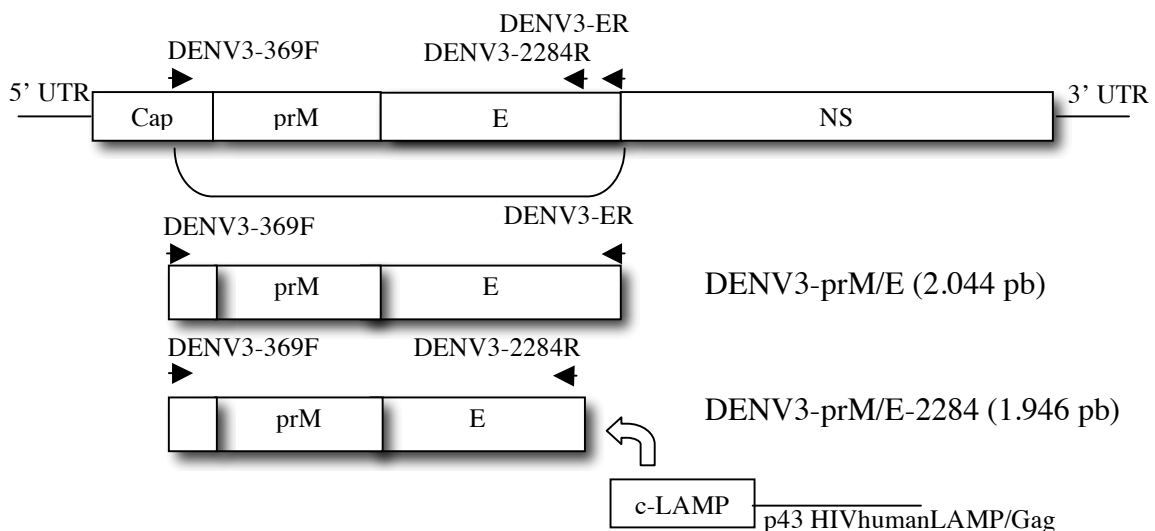 DENV3-ER
DENV3-369F
DENV3-2284R
5’ UTR
3’ UTR
Cap
prM
E
NS
DENV3-ER
DENV3-369F
prM
E
DENV3-prM/E (2.044 pb)
DENV3-369F
DENV3-2284R
prM
E
DENV3-prM/E-2284 (1.946 pb)
c-LAMP
p43 HIVhumanLAMP/Gag